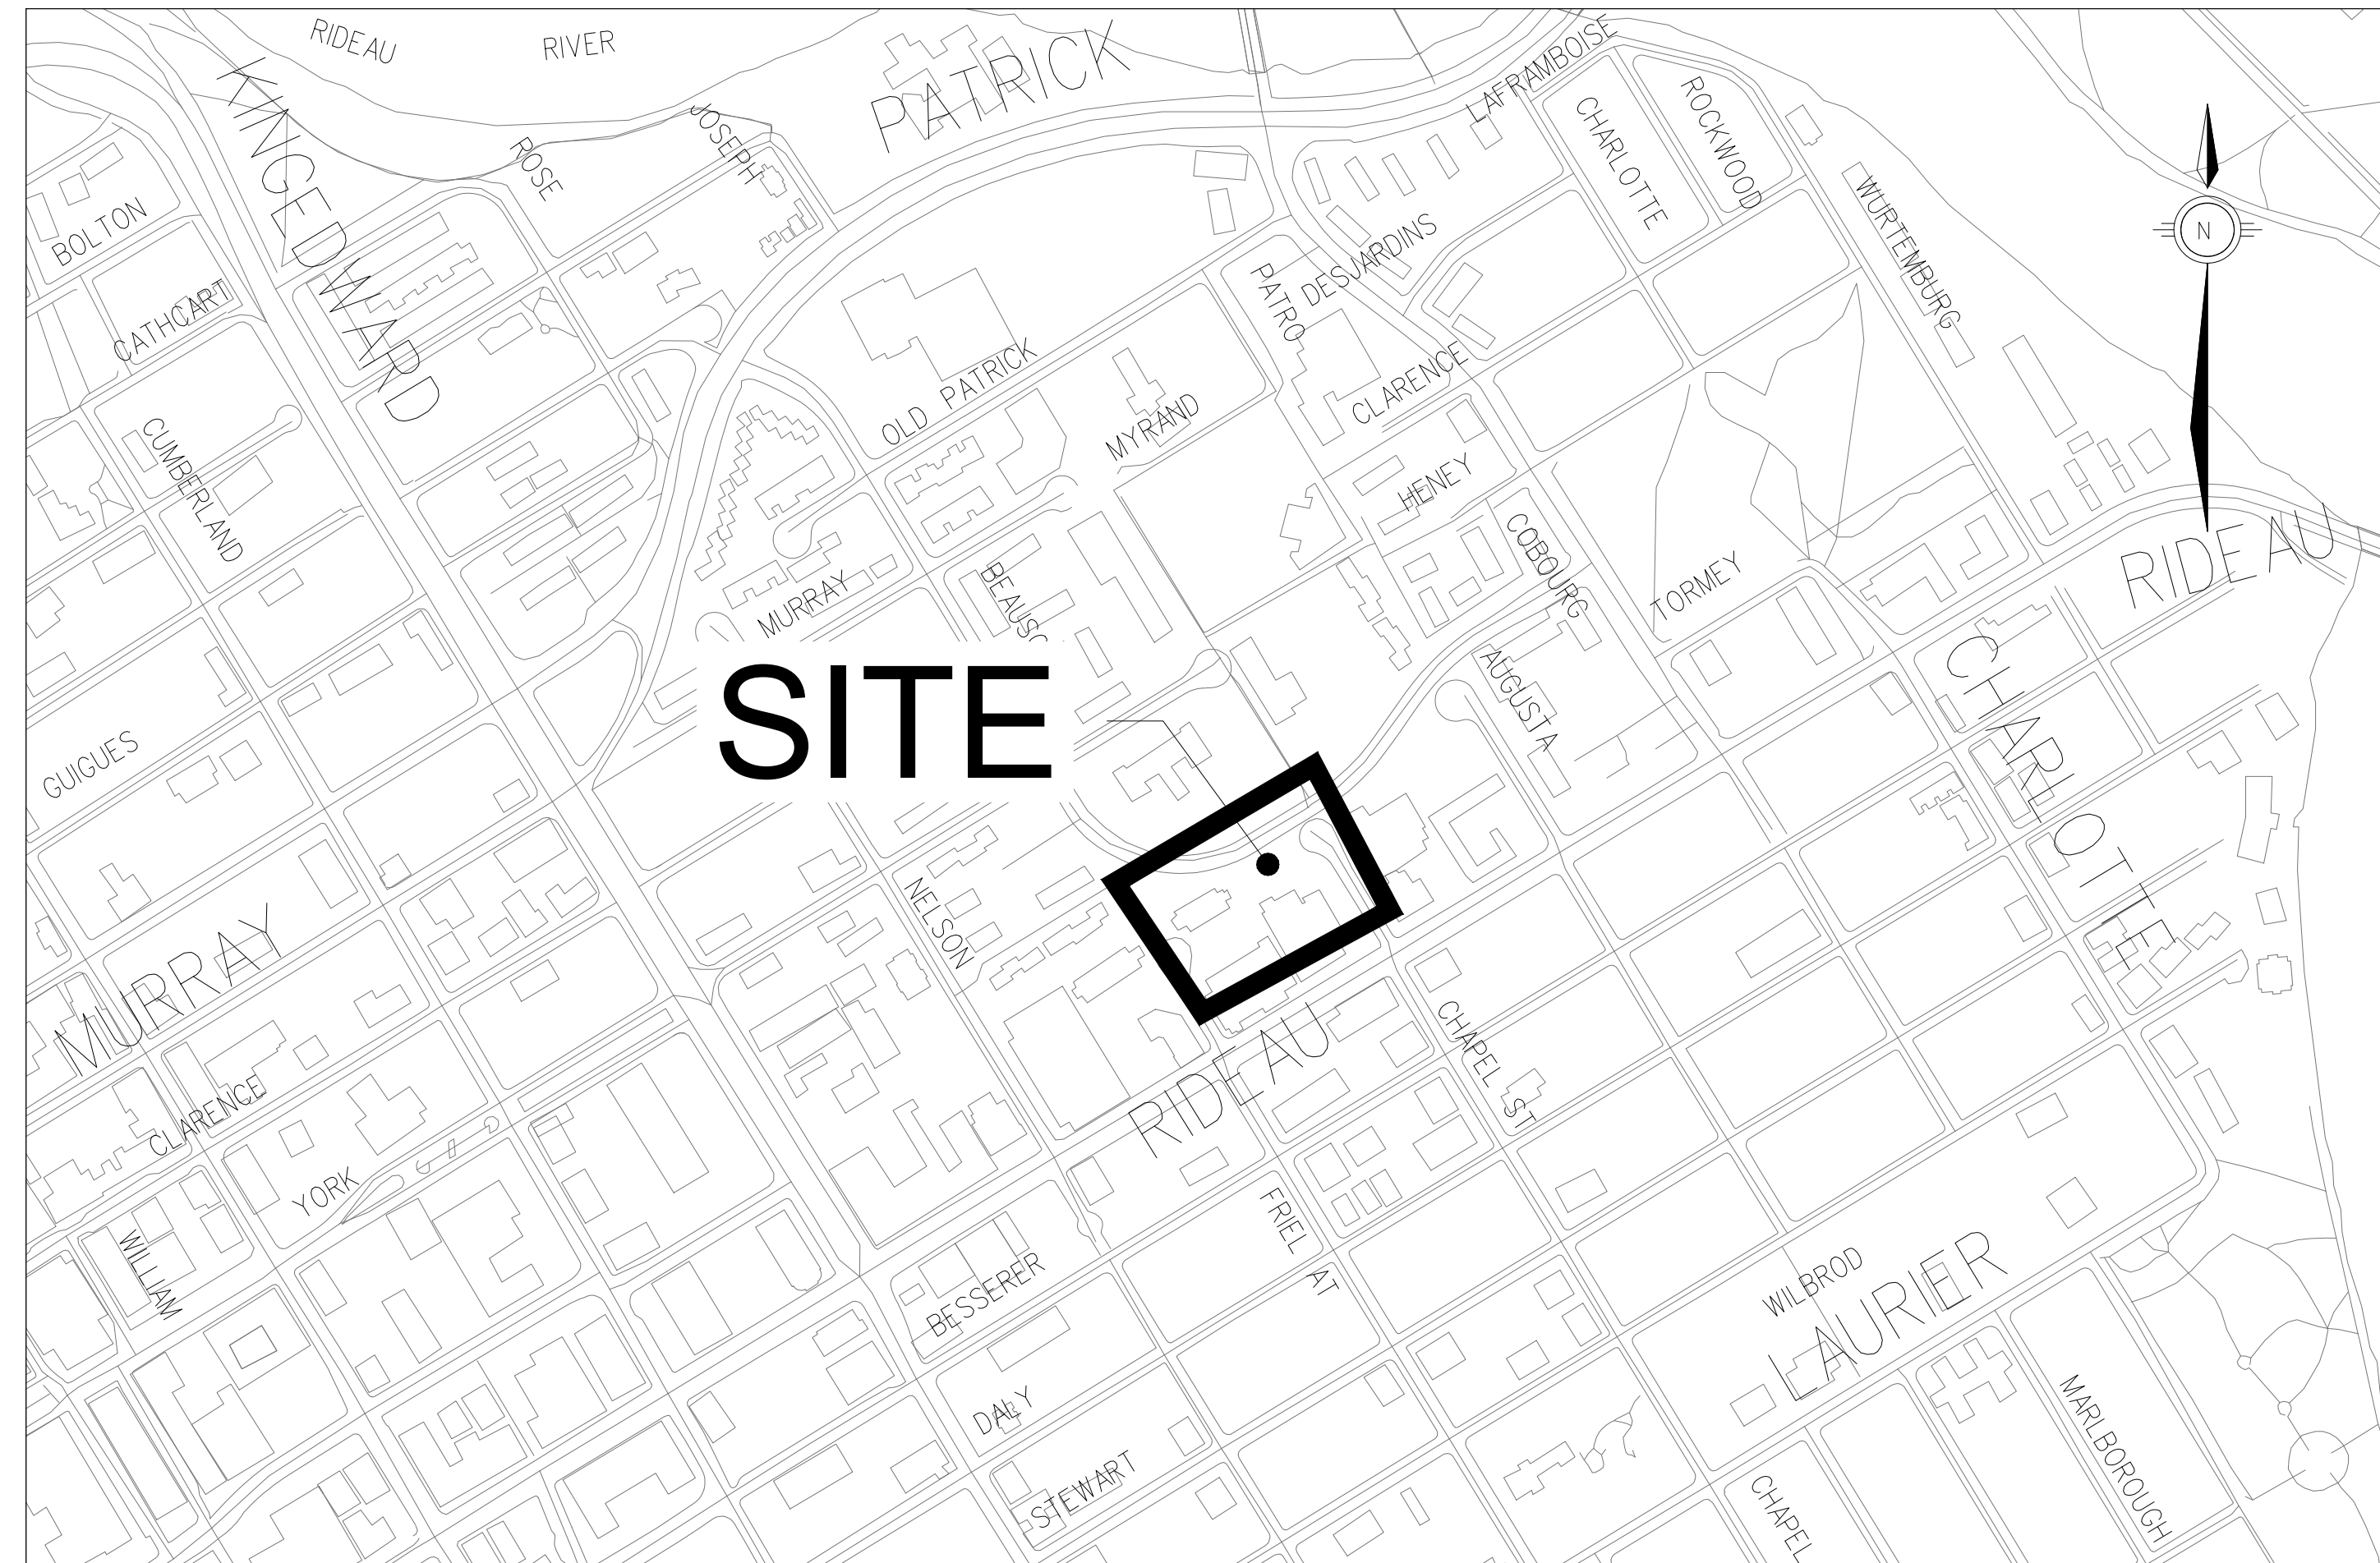 RIDEAU
RIVER
PATRICK
LAFRAMBOISE
KING EDWARD
ROSE
JOSEPH
CHARLOTTE
ROCKWOOD
BOLTON
WURTEMBURG
N
CATHCART
PATRO
DESJARDINS
OLD PATRICK
CLARENCE
MYRAND
CUMBERLAND
HENEY
COBOURG
RIDEAU
TORMEY
MURRAY
SITE
AUGUSTA
CHARLOTTE
GUIGUES
NELSON
MURRAY
RIDEAU
CHAPEL ST
CLARENCE
YORK
WILLIAM
FRIEL
AT
BESSERER
WILBROD
LAURIER
DALY
STEWART
MARLBOROUGH
CHAPEL